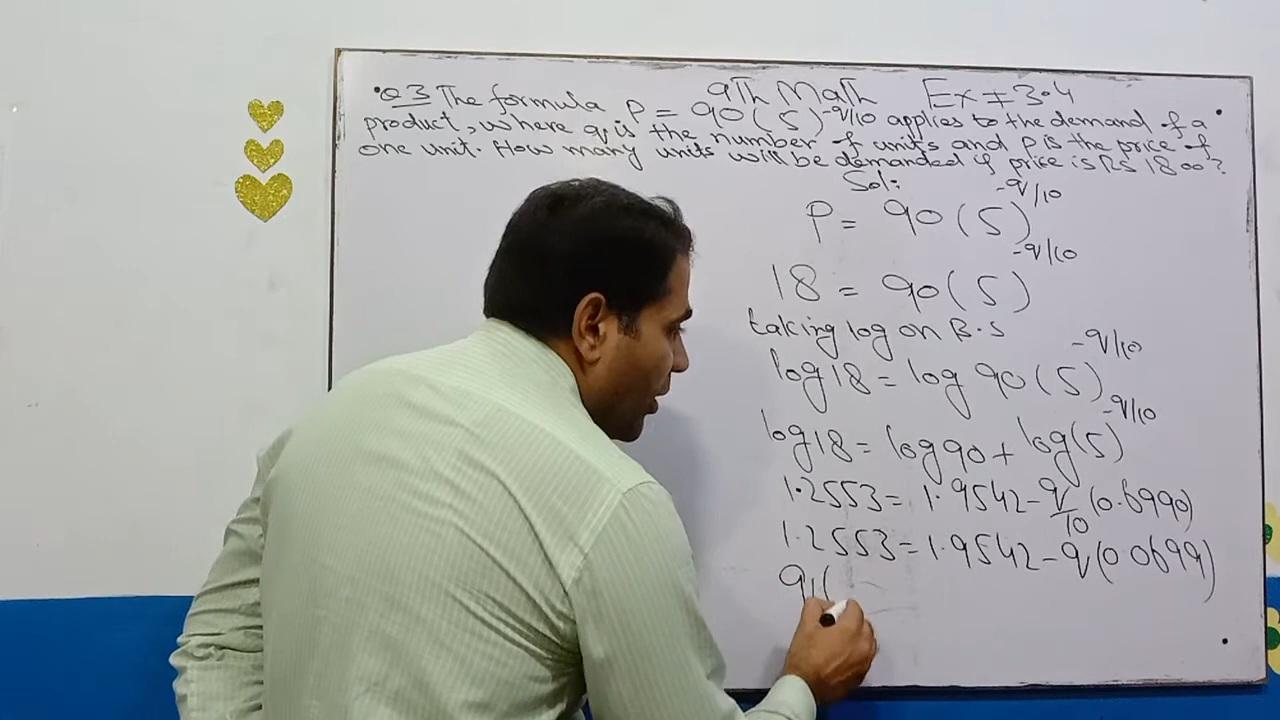 9Th Math Ex # 3.4
Q3 The formula P = 90(5)^-q/10 applies to the demand of a
product, where q is the number of units and P is the price of
one unit. How many units will be demanded if price is Rs 18.00?
Sol:
P = 90(5)^-q/10
18 = 90(5)^-q/10
taking log on B.S
log 18 = log 90(5)^-q/10
log 18 = log 90 + log(5)^-q/10
1.2553 = 1.9542 - q/10 (0.6990)
1.2553 = 1.9542 - q(0.0699)
q(